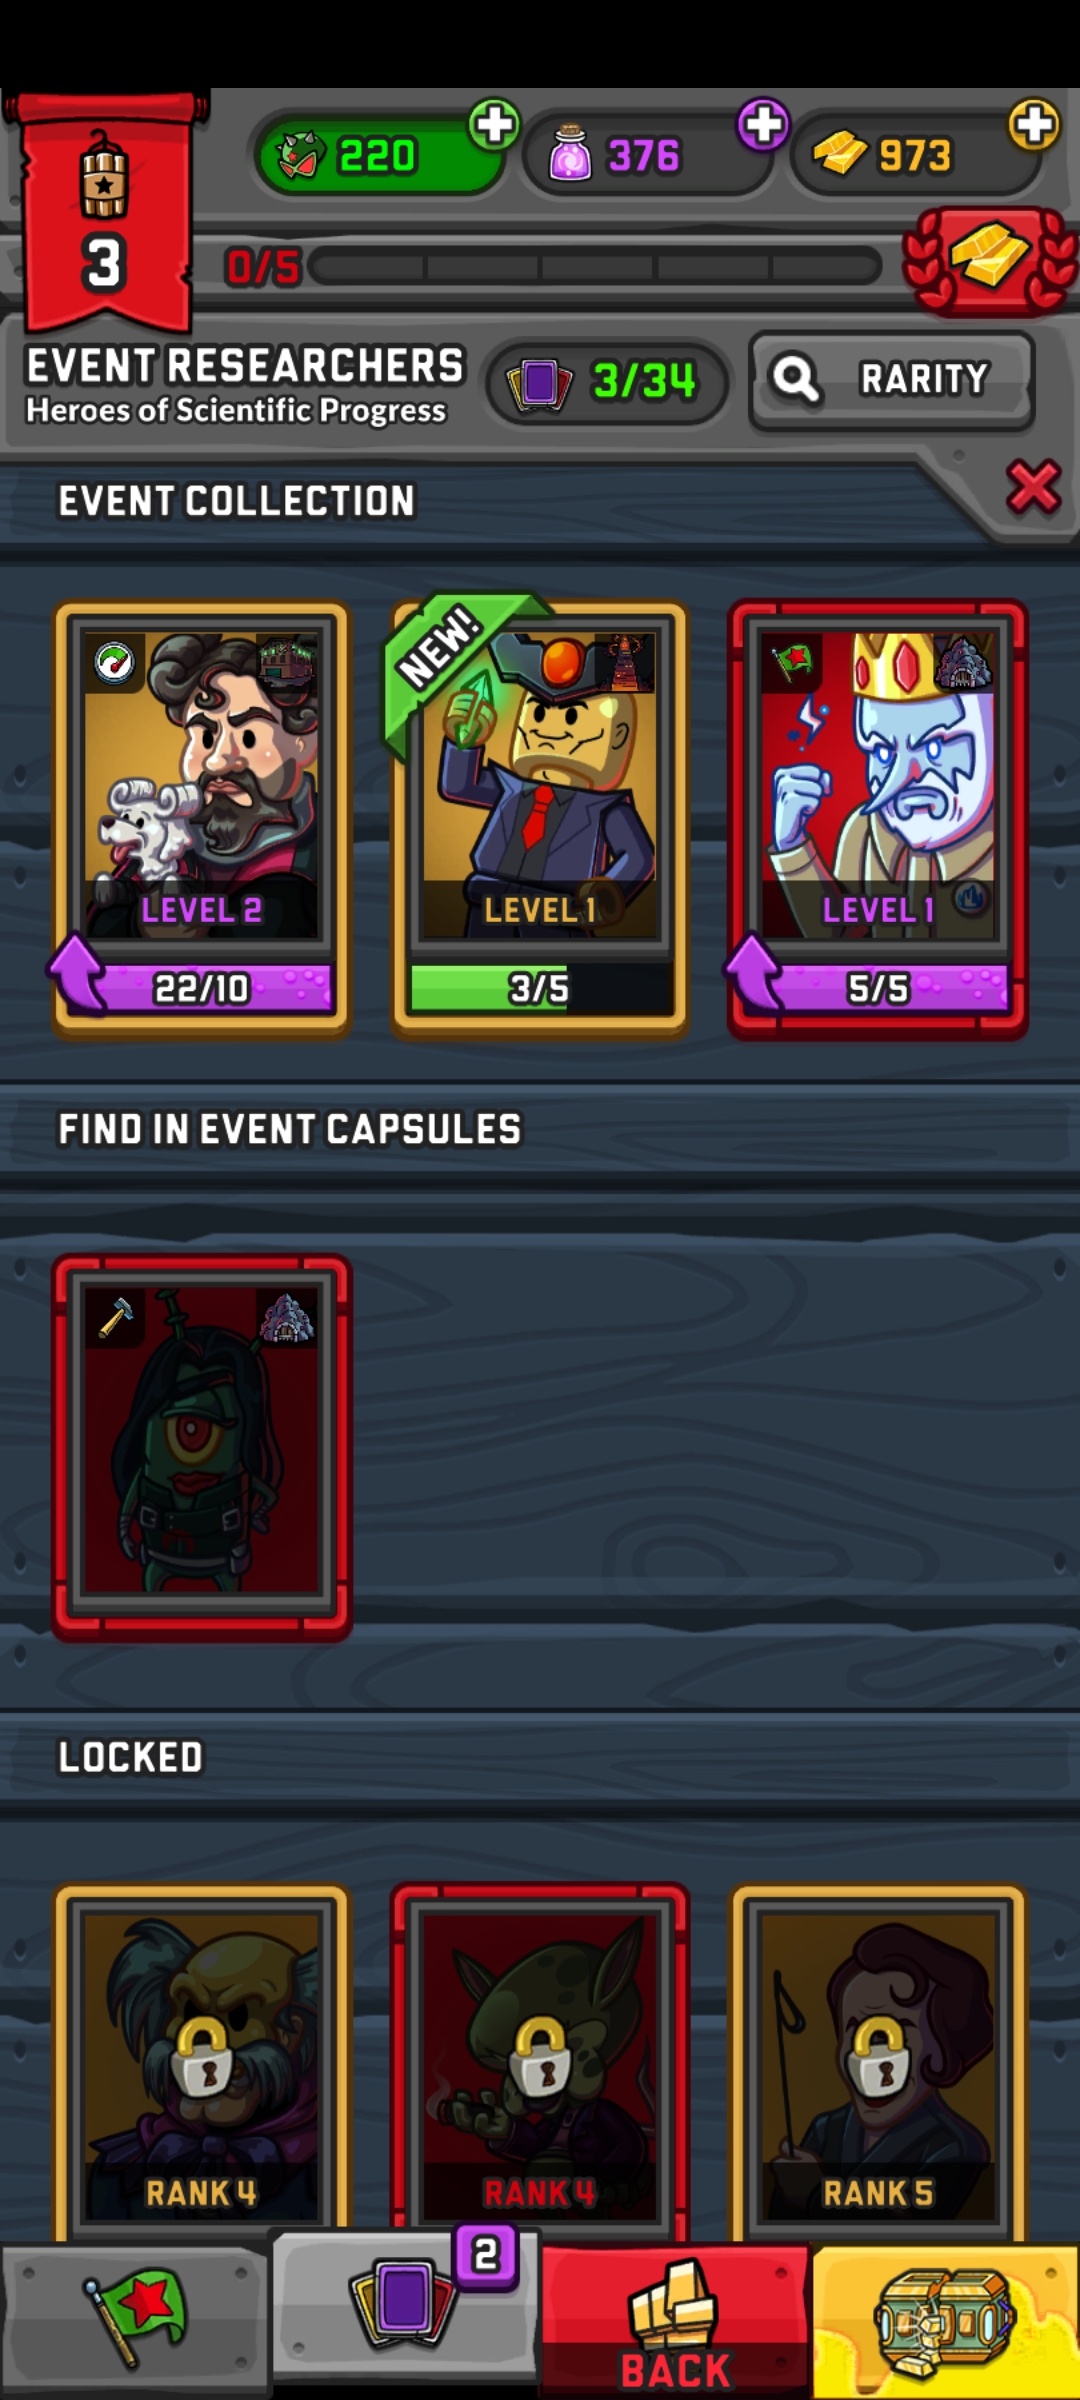 220
376
973
3
0/5
EVENT RESEARCHERS
Heroes of Scientific Progress
3/34
RARITY
EVENT COLLECTION
NEW!
LEVEL 2
LEVEL 1
LEVEL 1
22/10
3/5
5/5
FIND IN EVENT CAPSULES
LOCKED
RANK 4
RANK 4
RANK 5
2
BACK